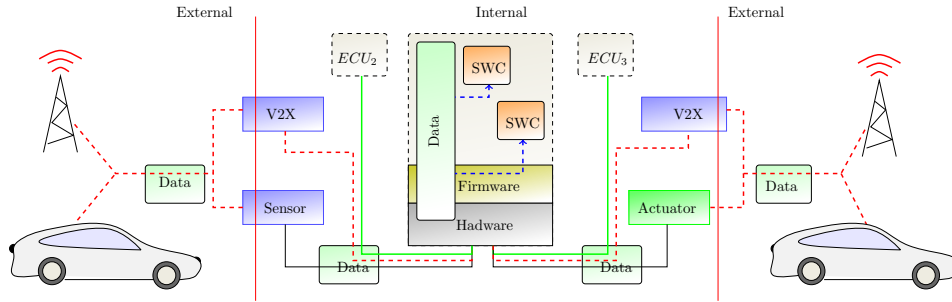 External
Internal
External
ECU₂
ECU₃
SWC
SWC
Data
V2X
V2X
Data
Data
Firmware
Sensor
Actuator
Hadware
Data
Data